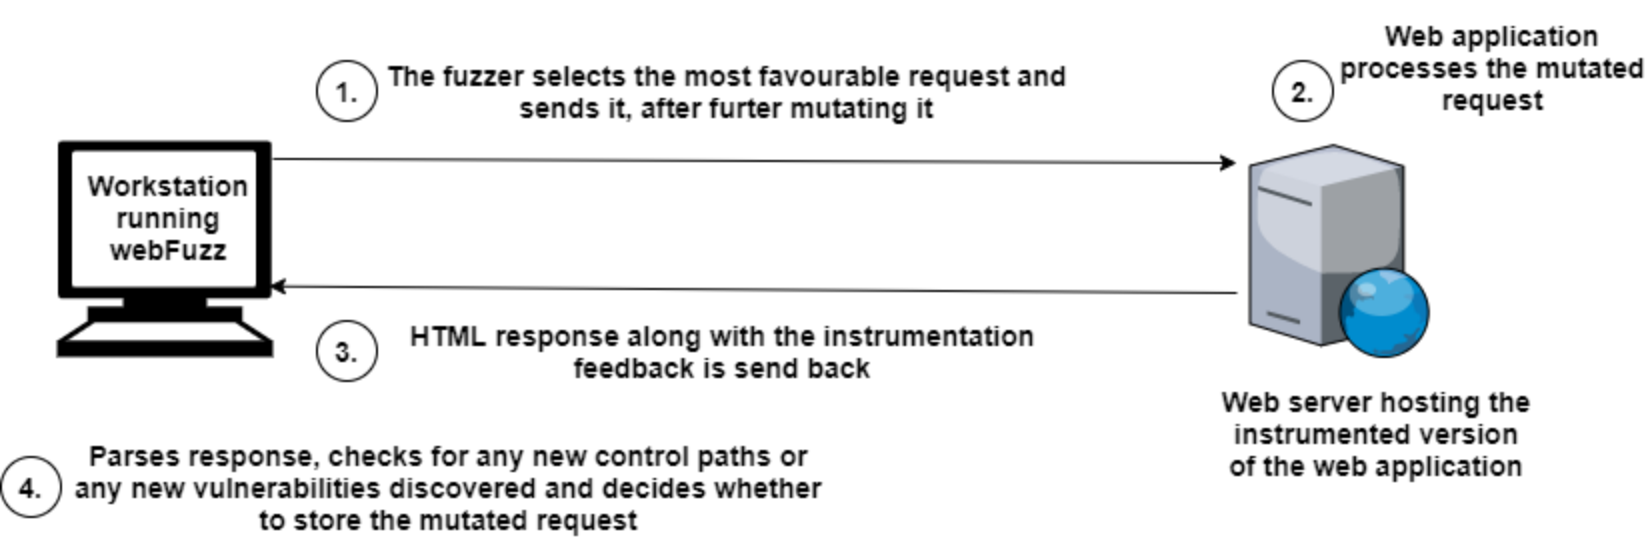 1.
The fuzzer selects the most favourable request and
sends it, after furter mutating it
2.
Web application
processes the mutated
request
Workstation
running
webFuzz
3.
HTML response along with the instrumentation
feedback is send back
Web server hosting the
instrumented version
of the web application
4.
Parses response, checks for any new control paths or
any new vulnerabilities discovered and decides whether
to store the mutated request